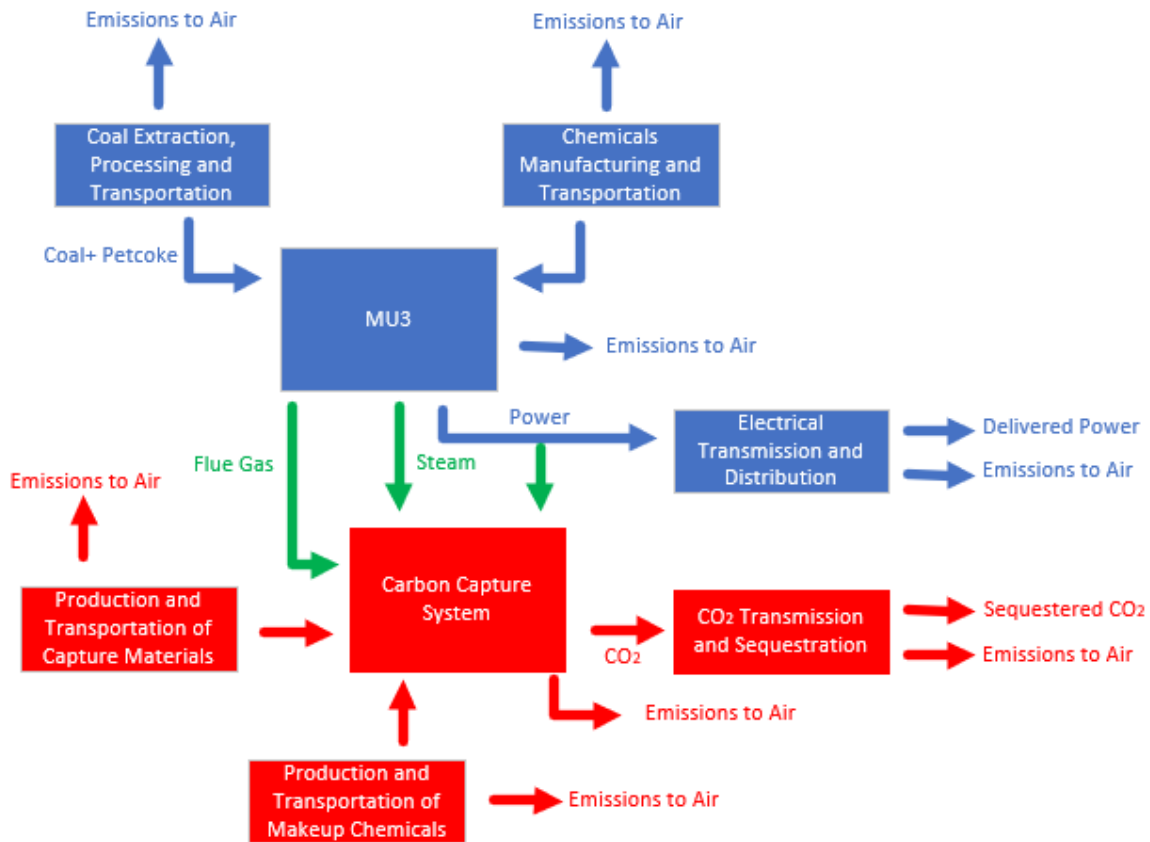 Emissions to Air
Emissions to Air
Coal Extraction,
Processing and
Transportation
Chemicals
Manufacturing and
Transportation
Coal+ Petcoke
MU3
Emissions to Air
Power
Electrical
Transmission and
Distribution
Delivered Power
Emissions to Air
Flue Gas
Steam
Emissions to Air
Carbon Capture
System
Production and
Transportation of
Capture Materials
CO2
CO2 Transmission
and Sequestration
Sequestered CO2
Emissions to Air
Emissions to Air
Production and
Transportation of
Makeup Chemicals
Emissions to Air